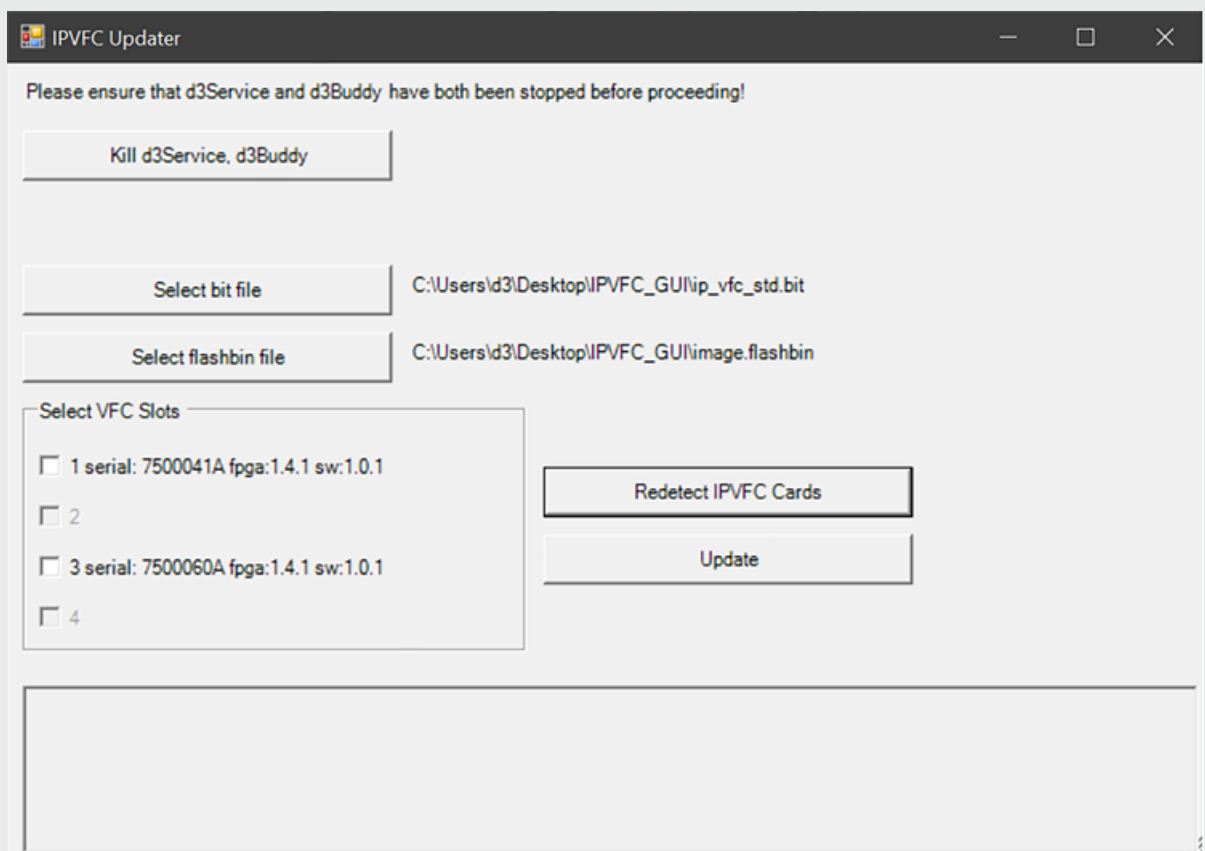 IPVFC Updater
Please ensure that d3Service and d3Buddy have both been stopped before proceeding!
Kill d3Service, d3Buddy
Select bit file
C:\Users\d3\Desktop\IPVFC_GUI\ip_vfc_std.bit
Select flashbin file
C:\Users\d3\Desktop\IPVFC_GUI\image.flashbin
Select VFC Slots
1 serial: 7500041A fpga:1.4.1 sw:1.0.1
2
3 serial: 7500060A fpga:1.4.1 sw:1.0.1
4
Redetect IPVFC Cards
Update